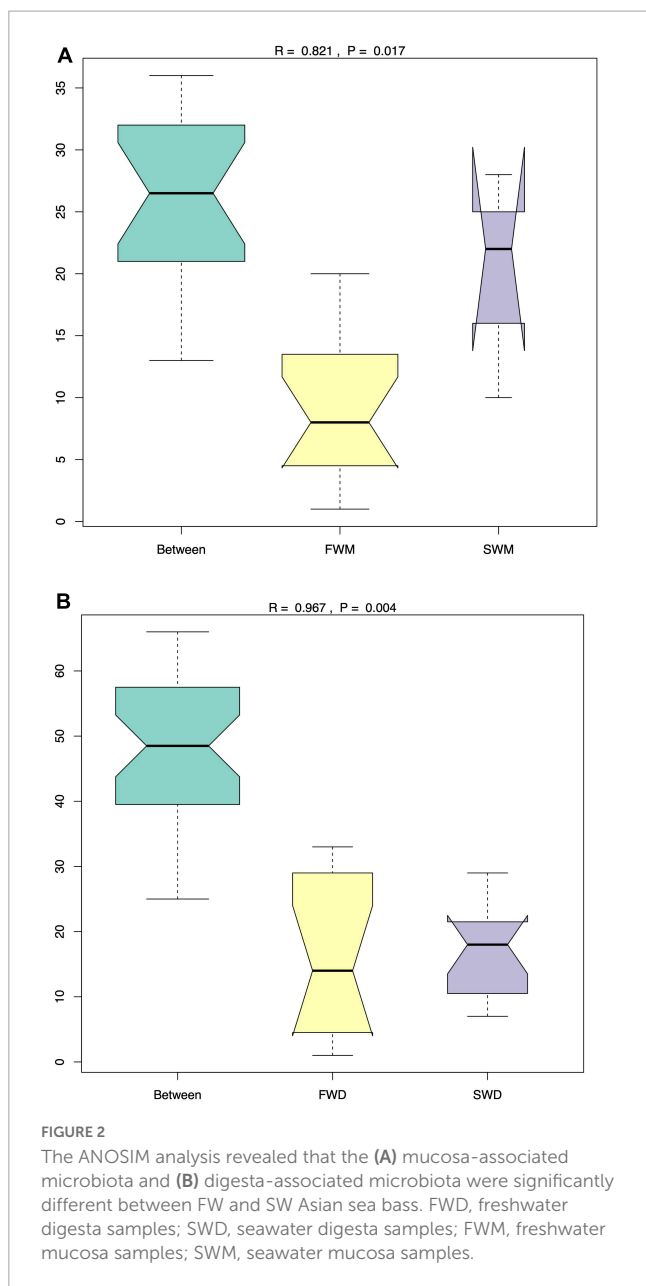 A
R = 0.821 , P = 0.017
35
30
25
20
15
10
5
0
Between FWM SWM
B
R = 0.967 , P = 0.004
60
50
40
30
20
10
0
Between FWD SWD
FIGURE 2
The ANOSIM analysis revealed that the (A) mucosa-associated
microbiota and (B) digesta-associated microbiota were significantly
different between FW and SW Asian sea bass. FWD, freshwater
digesta samples; SWD, seawater digesta samples; FWM, freshwater
mucosa samples; SWM, seawater mucosa samples.